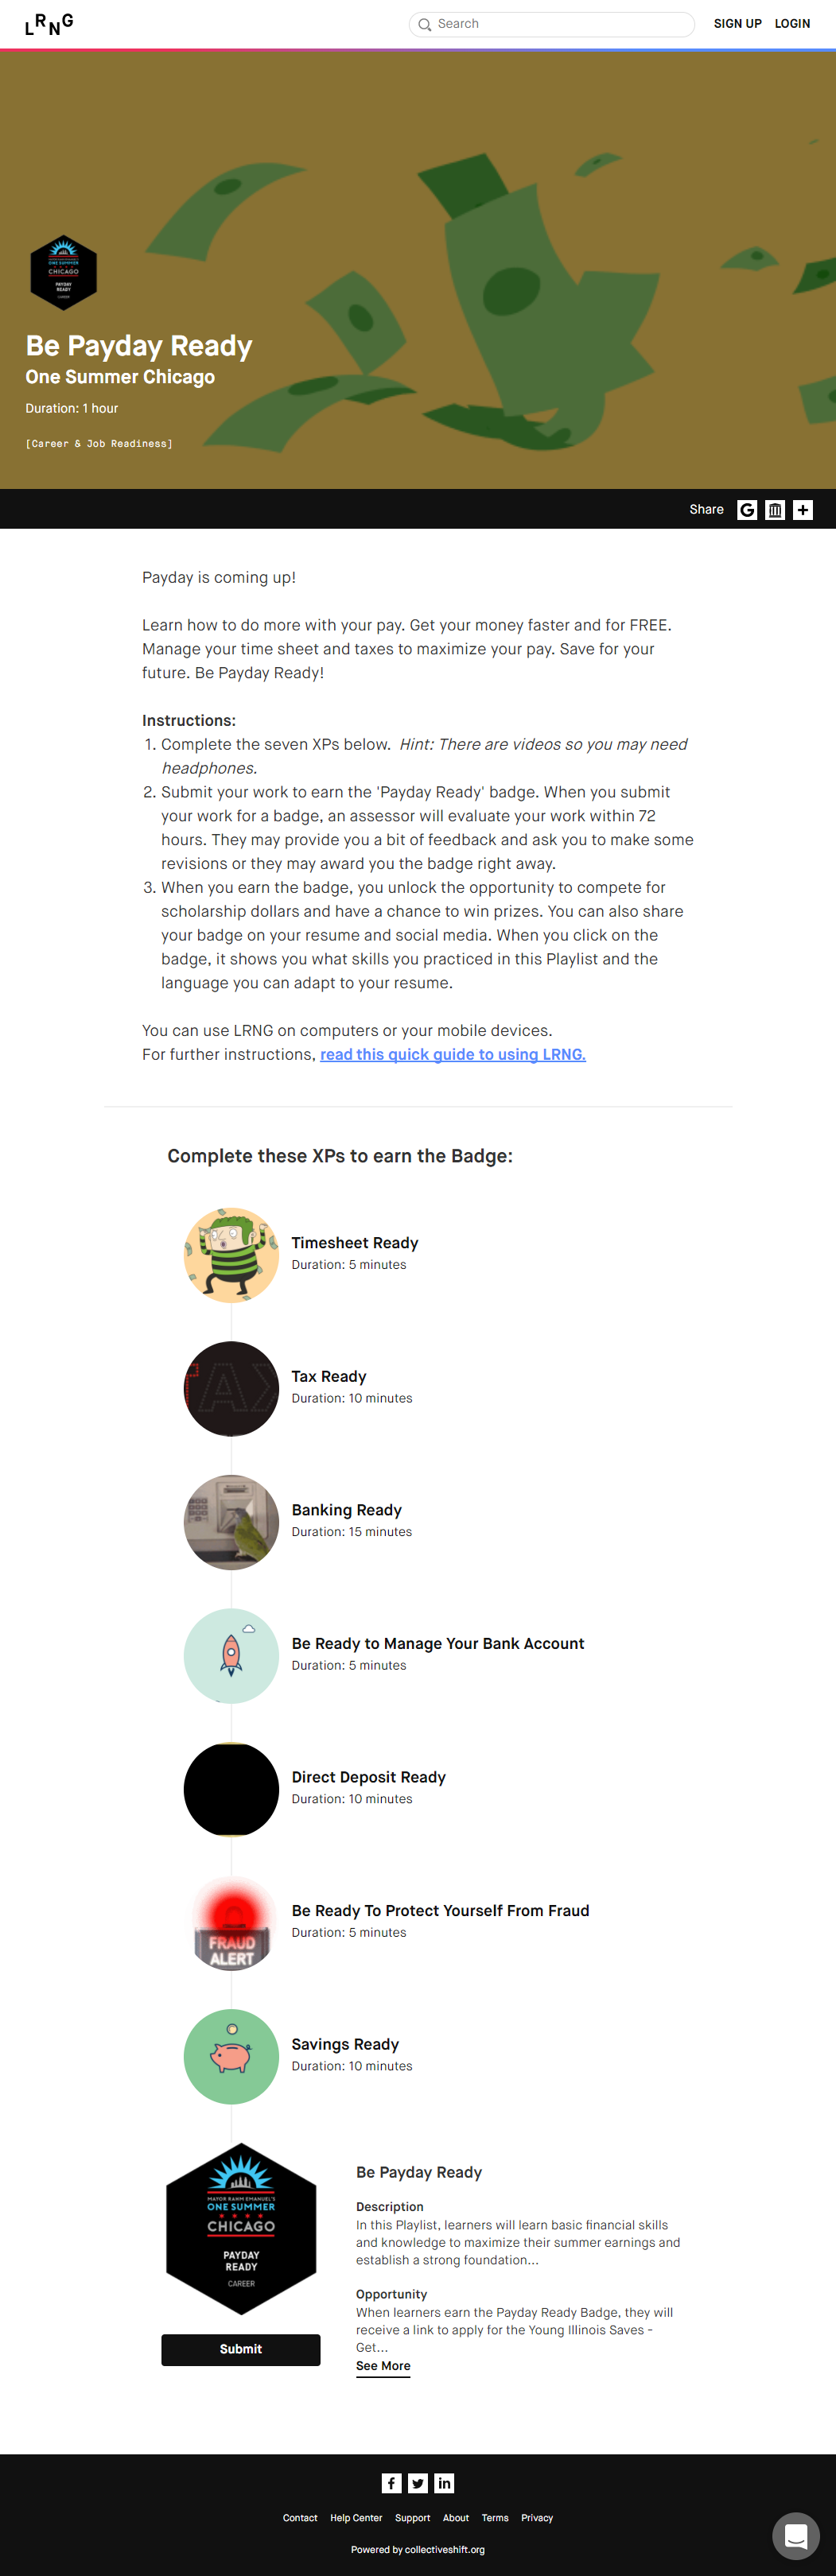 LRNG
Search
SIGN UP LOGIN
ONE SUMMER
CHICAGO
PAYDAY
READY
CAREER
Be Payday Ready
One Summer Chicago
Duration: 1 hour
[Career & Job Readiness]
Share
Payday is coming up!
Learn how to do more with your pay. Get your money faster and for FREE.
Manage your time sheet and taxes to maximize your pay. Save for your
future. Be Payday Ready!
Instructions:
1. Complete the seven XPs below. Hint: There are videos so you may need
headphones.
2. Submit your work to earn the 'Payday Ready' badge. When you submit
your work for a badge, an assessor will evaluate your work within 72
hours. They may provide you a bit of feedback and ask you to make some
revisions or they may award you the badge right away.
3. When you earn the badge, you unlock the opportunity to compete for
scholarship dollars and have a chance to win prizes. You can also share
your badge on your resume and social media. When you click on the
badge, it shows you what skills you practiced in this Playlist and the
language you can adapt to your resume.
You can use LRNG on computers or your mobile devices.
For further instructions, read this quick guide to using LRNG.
Complete these XPs to earn the Badge:
Timesheet Ready
Duration: 5 minutes
TAX
Tax Ready
Duration: 10 minutes
Banking Ready
Duration: 15 minutes
Be Ready to Manage Your Bank Account
Duration: 5 minutes
Direct Deposit Ready
Duration: 10 minutes
Be Ready To Protect Yourself From Fraud
Duration: 5 minutes
FRAUD
ALERT
Savings Ready
Duration: 10 minutes
MAYOR RAHM EMANUEL'S
ONE SUMMER
CHICAGO
PAYDAY
READY
CAREER
Submit
Be Payday Ready
Description
In this Playlist, learners will learn basic financial skills
and knowledge to maximize their summer earnings and
establish a strong foundation...
Opportunity
When learners earn the Payday Ready Badge, they will
receive a link to apply for the Young Illinois Saves -
Get...
See More
Contact Help Center Support About Terms Privacy
Powered by collectiveshift.org